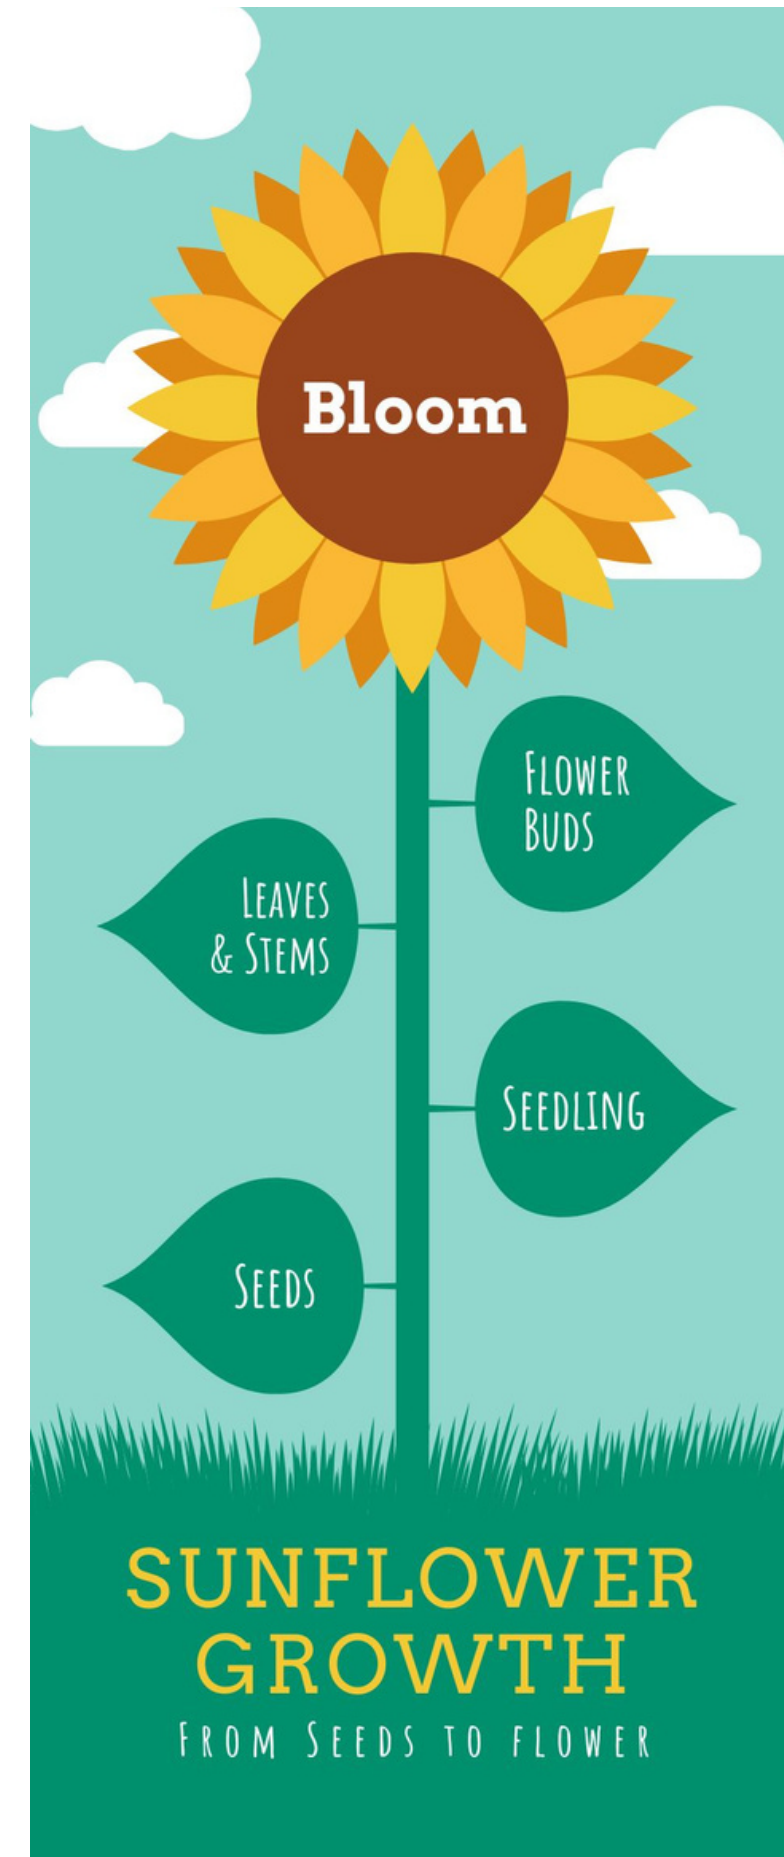 Bloom
FLOWER
BUDS
LEAVES
& STEMS
SEEDLING
SEEDS
SUNFLOWER
GROWTH
FROM SEEDS TO FLOWER